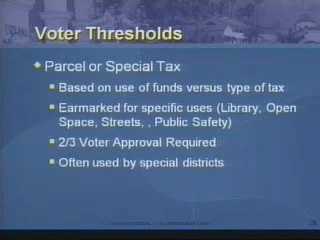 Voter Thresholds
Parcel or Special Tax
Based on use of funds versus type of tax
Earmarked for specific uses (Library, Open
Space, Streets, , Public Safety)
2/3 Voter Approval Required
Often used by special districts